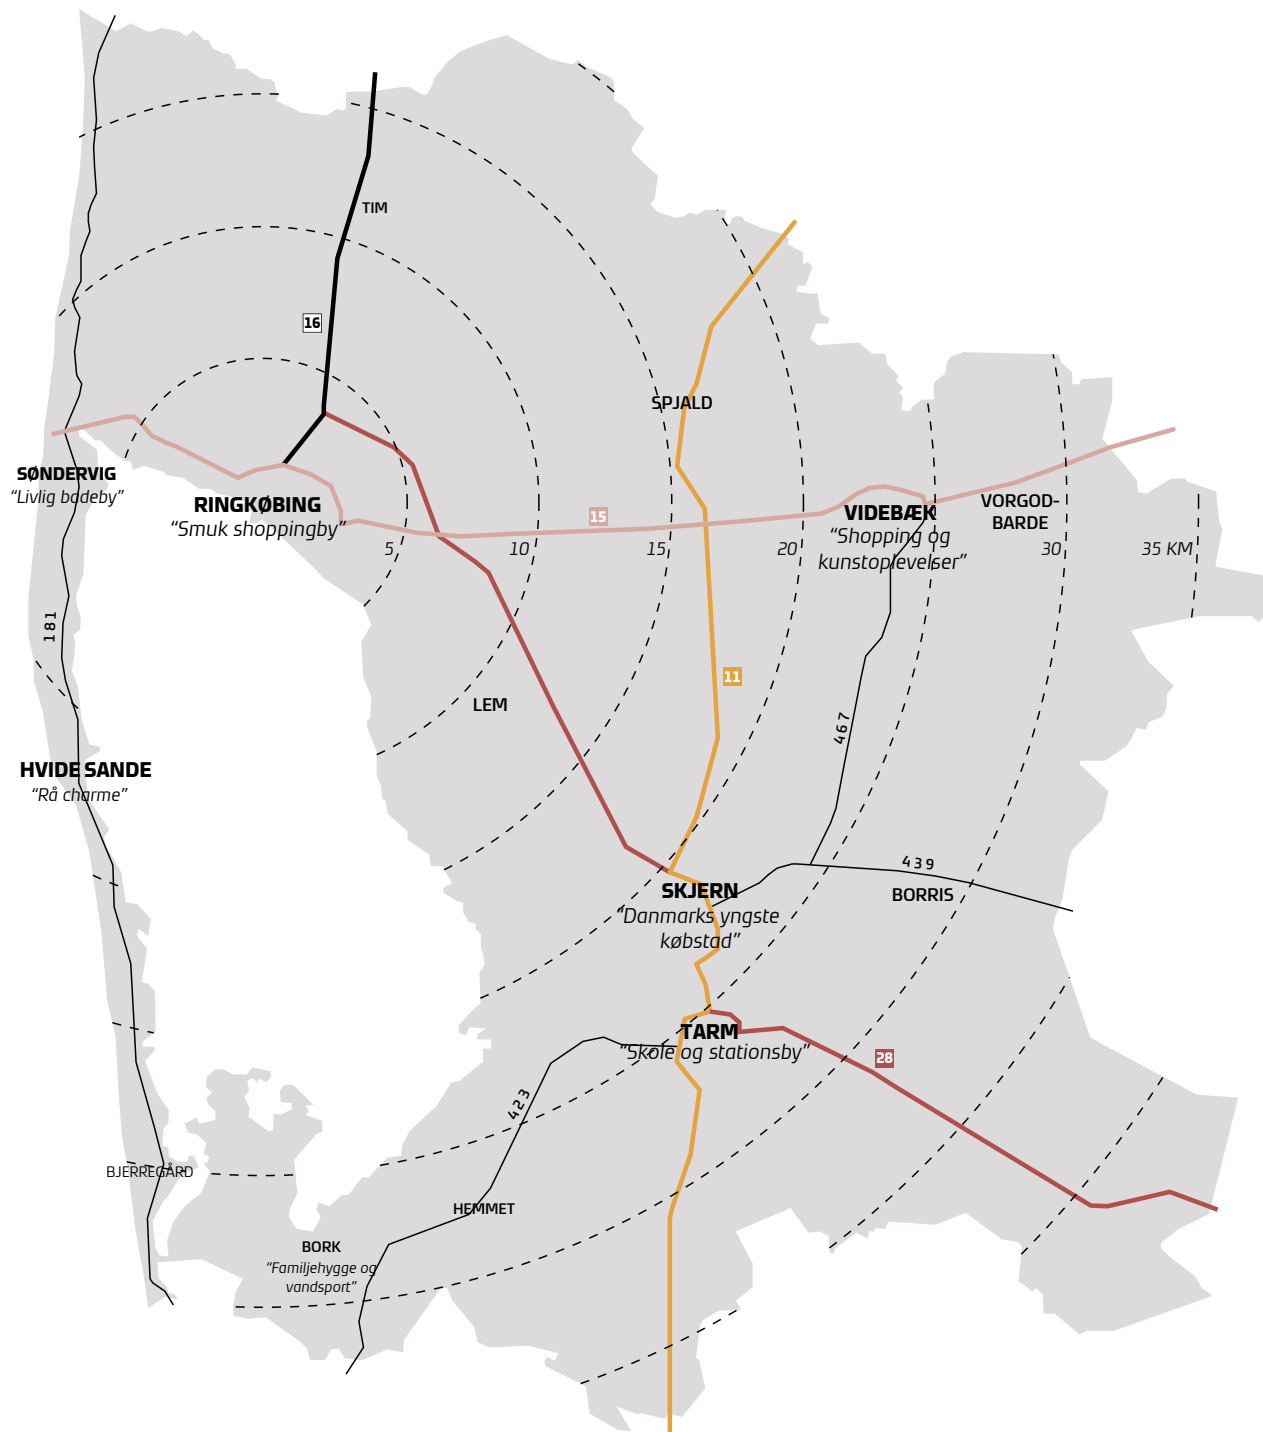 TIM
16
SPJALD
SØNDERVIG
“Livlig badeby”
RINGKØBING
“Smuk shoppingby”
15
VIDEBÆK
“Shopping og
kunstoplevelser”
VORGOD-
BARDE
5
10
15
20
30
35 KM
181
11
LEM
467
HVIDE SANDE
“Rå charme”
439
BORRIS
SKJERN
“Danmarks yngste
købstad”
TARM
“Skole og stationsby”
28
423
BJERREGÅRD
HEMMET
BORK
“Familjehygge og
vandsport”